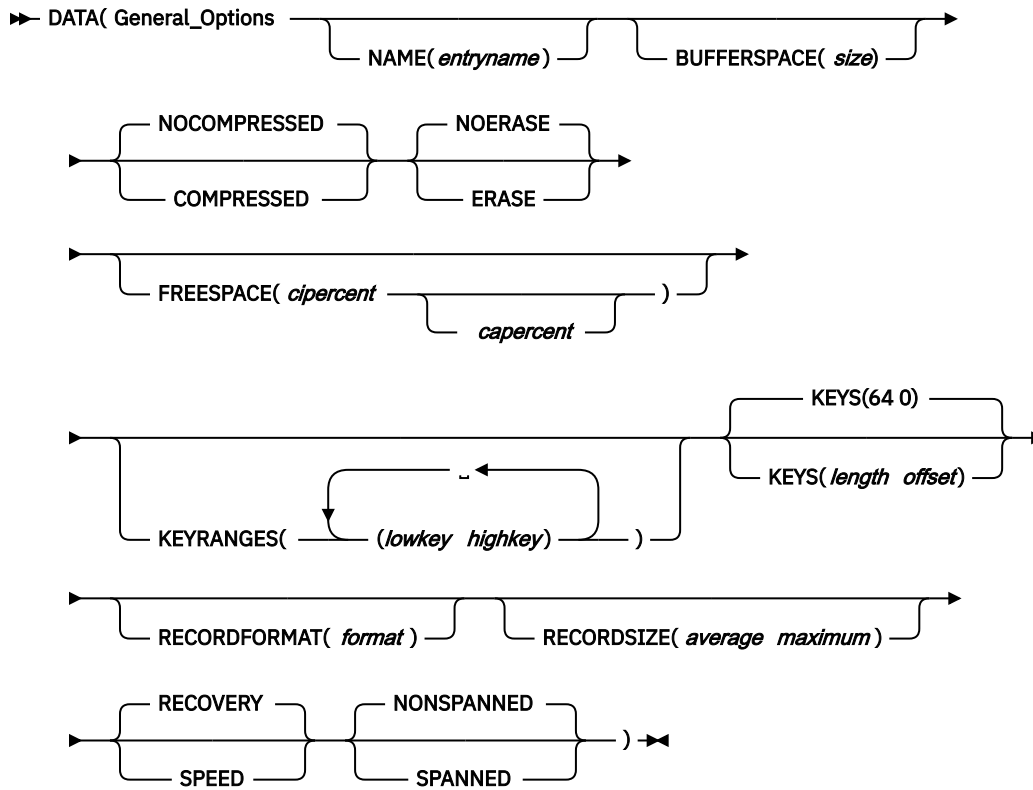 DATA( General_Options
NAME( entryname )
BUFFERSPACE( size)
NOCOMPRESSED
NOERASE
COMPRESSED
ERASE
FREESPACE( cipercent
)
capercent
KEYS(64 0)
KEYS( length offset)
KEYRANGES(
(lowkey highkey)
)
RECORDFORMAT( format )
RECORDSIZE( average maximum )
RECOVERY
NONSPANNED
)
SPEED
SPANNED